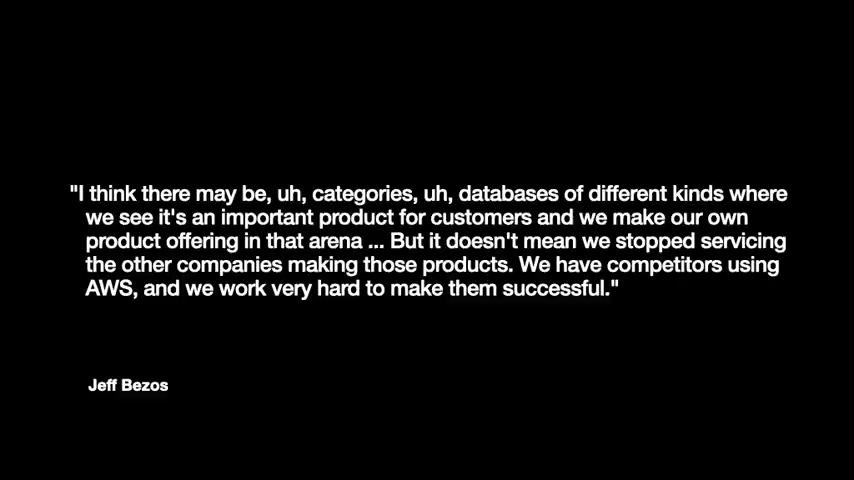 "I think there may be, uh, categories, uh, databases of different kinds where
we see it's an important product for customers and we make our own
product offering in that arena ... But it doesn't mean we stopped servicing
the other companies making those products. We have competitors using
AWS, and we work very hard to make them successful."
Jeff Bezos